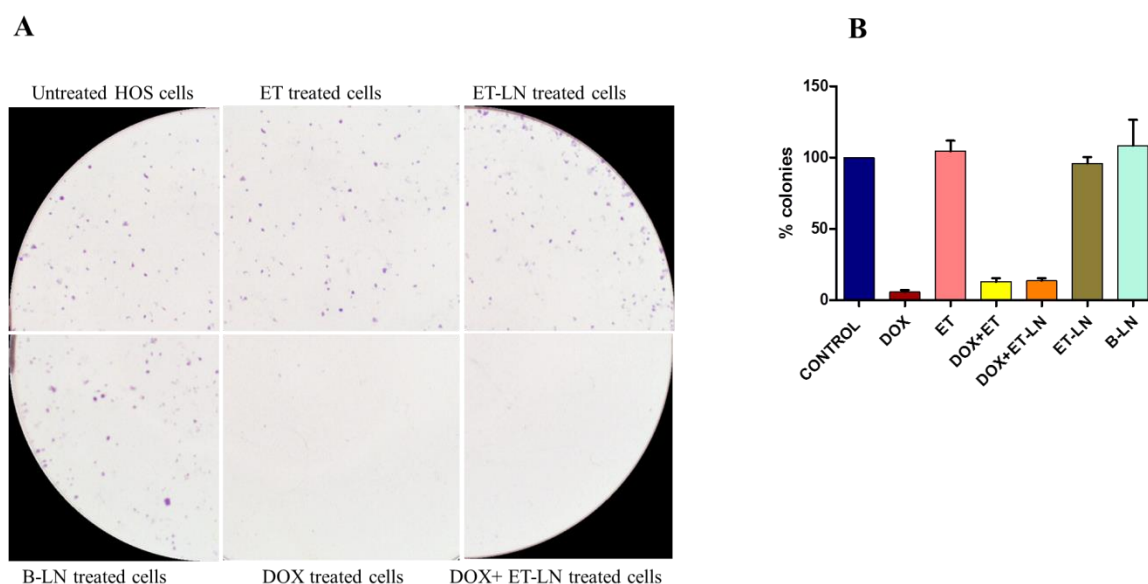 A
Untreated HOS cells
ET treated cells
ET-LN treated cells
B-LN treated cells
DOX treated cells
DOX+ ET-LN treated cells
B
% colonies
150
100
50
0
CONTROL
DOX
ET
DOX+ET
DOX+ET-LN
ET-LN
B-LN